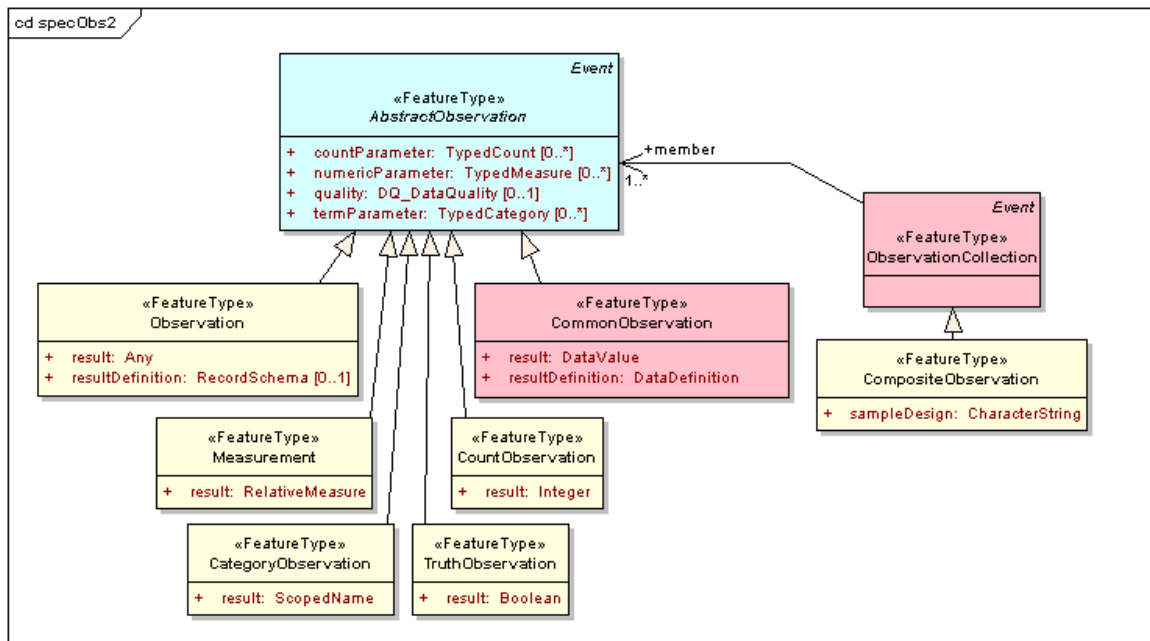 cd specObs2
Event
«FeatureType»
AbstractObservation
+ countParameter: TypedCount [0..*]
+ numericParameter: TypedMeasure [0..*]
+ quality: DQ_DataQuality [0..1]
+ termParameter: TypedCategory [0..*]
+member
1..*
Event
«FeatureType»
ObservationCollection
«FeatureType»
Observation
+ result: Any
+ resultDefinition: RecordSchema [0..1]
«FeatureType»
CommonObservation
+ result: DataValue
+ resultDefinition: DataDefinition
«FeatureType»
CompositeObservation
+ sampleDesign: CharacterString
«FeatureType»
Measurement
+ result: RelativeMeasure
«FeatureType»
CountObservation
+ result: Integer
«FeatureType»
CategoryObservation
+ result: ScopedName
«FeatureType»
TruthObservation
+ result: Boolean